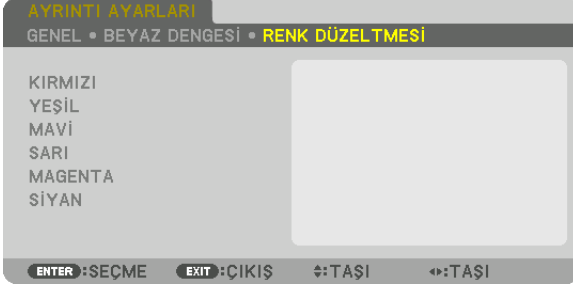 AYRINTI AYARLARI
GENEL • BEYAZ DENGESİ • RENK DÜZELTMESİ
KIRMIZI
YEŞİL
MAVİ
SARI
MAGENTA
SİYAN
ENTER :SEÇME EXIT :ÇIKIŞ :TAŞI :TAŞI